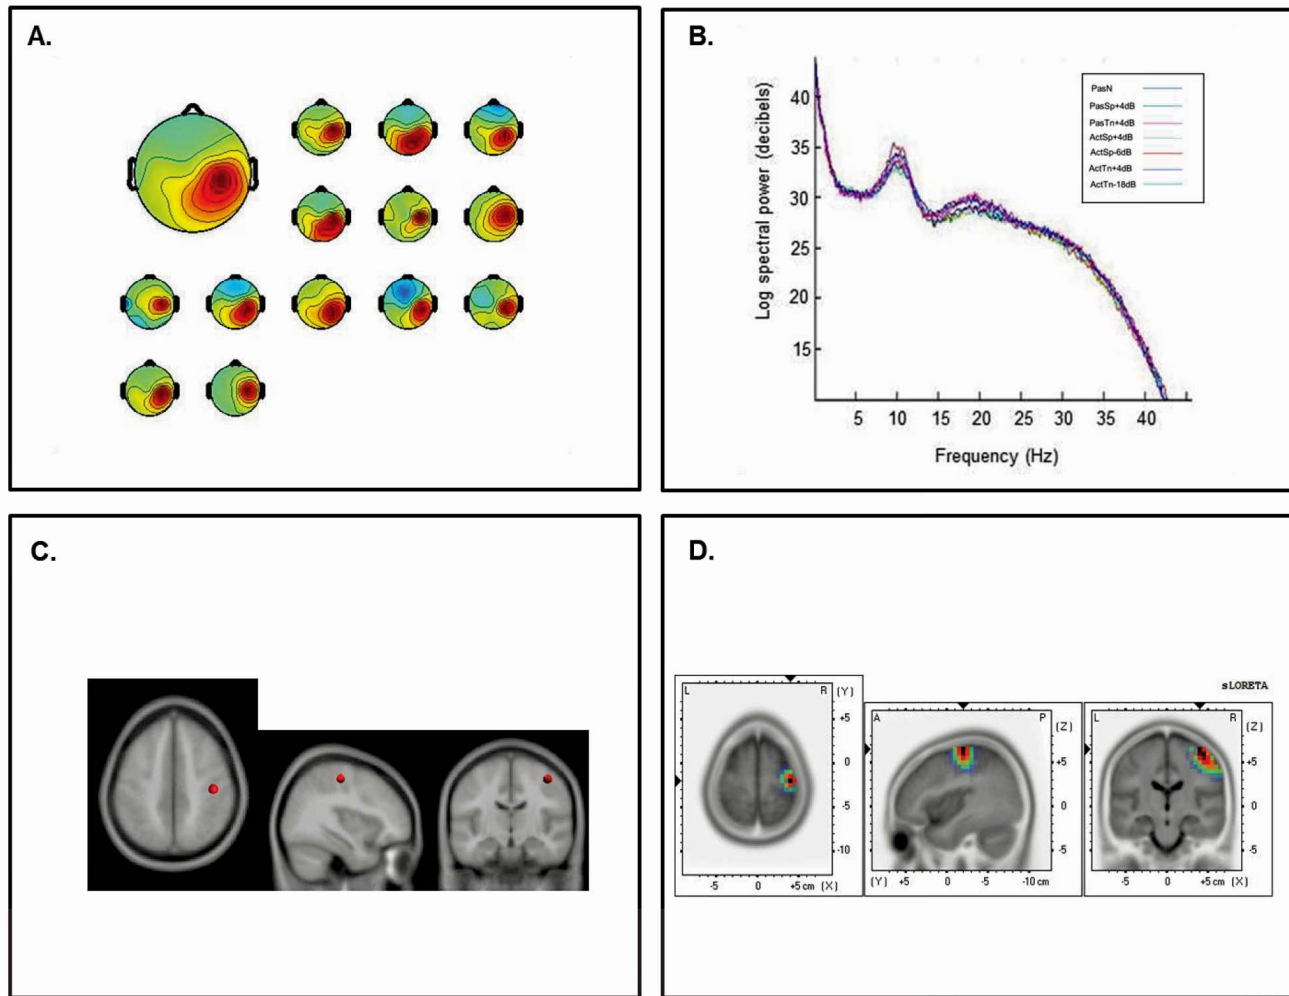 A.
B.
Log spectral power (decibels)
40
35
30
25
20
15
PasN
PasSp+4dB
PasTn+4dB
ActSp+4dB
ActSp-6dB
ActTn+4dB
ActTn-18dB
5 10 15 20 25 30 35 40
Frequency (Hz)
C.
D.
sLORETA
L R (Y)
+5
0
-5
-10
-5 0 +5 cm (X)
A P (Z)
+5
0
-5
(Y) +5 0 -5 -10 cm
L R (Z)
+5
0
-5
-5 0 +5 cm (X)